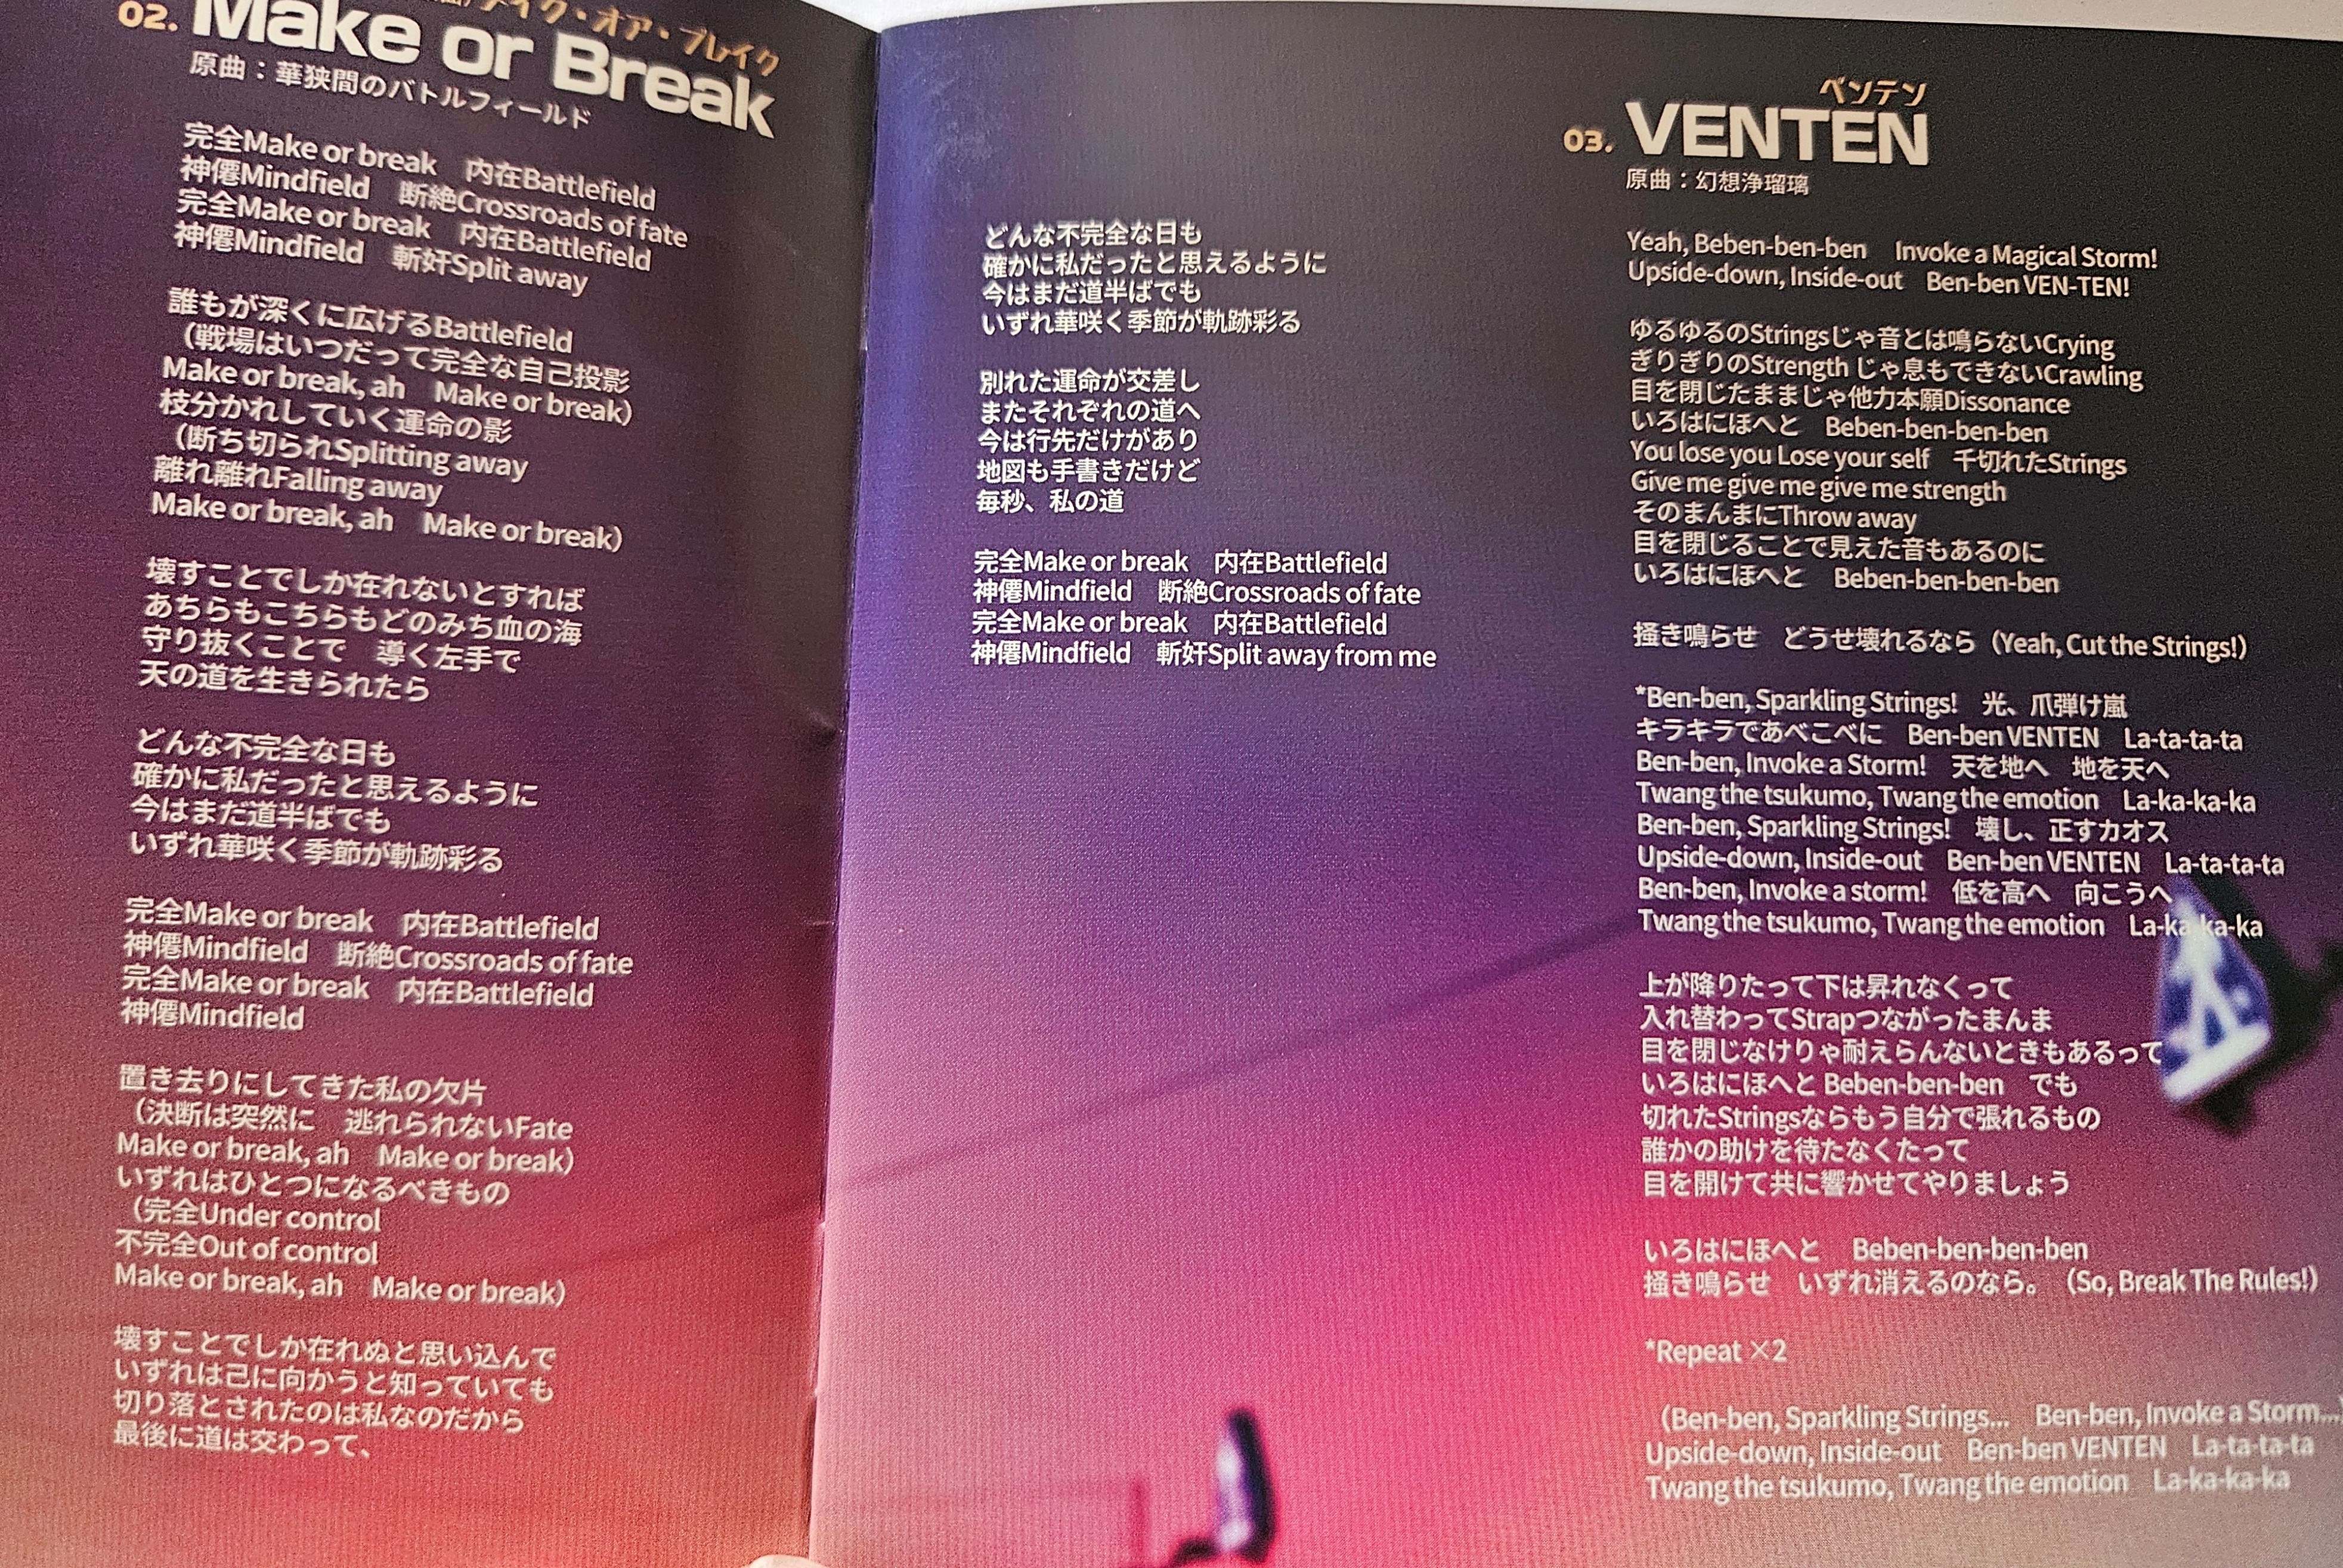 メイク・オア・ブレイク
02. Make or Break
原曲：華狭間のバトルフィールド
完全Make or break　内在Battlefield
神僊Mindfield　断絶Crossroads of fate
完全Make or break　内在Battlefield
神僊Mindfield　斬奸Split away
誰もが深くに広げるBattlefield
（戦場はいつだって完全な自己投影
Make or break, ah　Make or break）
枝分かれしていく運命の影
（断ち切られSplitting away
離れ離れFalling away
Make or break, ah　Make or break）
壊すことでしか在れないとすれば
あちらもこちらもどのみち血の海
守り抜くことで　導く左手で
天の道を生きられたら
どんな不完全な日も
確かに私だったと思えるように
今はまだ道半ばでも
いずれ華咲く季節が軌跡彩る
完全Make or break　内在Battlefield
神僊Mindfield　断絶Crossroads of fate
完全Make or break　内在Battlefield
神僊Mindfield
置き去りにしてきた私の欠片
（決断は突然に　逃れられないFate
Make or break, ah　Make or break）
いずれはひとつになるべきもの
（完全Under control
不完全Out of control
Make or break, ah　Make or break）
壊すことでしか在れぬと思い込んで
いずれは己に向かうと知っていても
切り落とされたのは私なのだから
最後に道は交わって、
どんな不完全な日も
確かに私だったと思えるように
今はまだ道半ばでも
いずれ華咲く季節が軌跡彩る
別れた運命が交差し
またそれぞれの道へ
今は行先だけがあり
地図も手書きだけど
毎秒、私の道
完全Make or break　内在Battlefield
神僊Mindfield　断絶Crossroads of fate
完全Make or break　内在Battlefield
神僊Mindfield　斬奸Split away from me
ベンテン
03. VENTEN
原曲：幻想浄瑠璃
Yeah, Beben-ben-ben　Invoke a Magical Storm!
Upside-down, Inside-out　Ben-ben VEN-TEN!
ゆるゆるのStringsじゃ音とは鳴らないCrying
ぎりぎりのStrength じゃ息もできないCrawling
目を閉じたままじゃ他力本願Dissonance
いろはにほへと　Beben-ben-ben-ben
You lose you Lose your self　千切れたStrings
Give me give me give me strength
そのまんまにThrow away
目を閉じることで見えた音もあるのに
いろはにほへと　Beben-ben-ben-ben
掻き鳴らせ　どうせ壊れるなら（Yeah, Cut the Strings!）
*Ben-ben, Sparkling Strings!　光、爪弾け嵐
キラキラであべこべに　Ben-ben VENTEN　La-ta-ta-ta
Ben-ben, Invoke a Storm!　天を地へ　地を天へ
Twang the tsukumo, Twang the emotion　La-ka-ka-ka
Ben-ben, Sparkling Strings!　壊し、正すカオス
Upside-down, Inside-out　Ben-ben VENTEN　La-ta-ta-ta
Ben-ben, Invoke a storm!　低を高へ　向こうへ
Twang the tsukumo, Twang the emotion　La-ka-ka-ka
上が降りたって下は昇れなくって
入れ替わってStrapつながったまんま
目を閉じなけりゃ耐えらんないときもあるって
いろはにほへと Beben-ben-ben　でも
切れたStringsならもう自分で張れるもの
誰かの助けを待たなくたって
目を開けて共に響かせてやりましょう
いろはにほへと　Beben-ben-ben-ben
掻き鳴らせ　いずれ消えるのなら。（So, Break The Rules!）
*Repeat ×2
（Ben-ben, Sparkling Strings...　Ben-ben, Invoke a Storm...
Upside-down, Inside-out　Ben-ben VENTEN　La-ta-ta-ta
Twang the tsukumo, Twang the emotion　La-ka-ka-ka